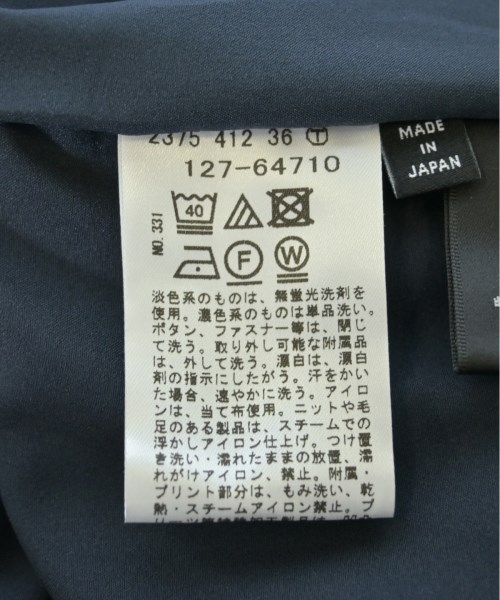 2375 412 36 Ⓣ
127-64710
NO.331
40
F
W
淡色系のものは、無蛍光洗剤を
使用。濃色系のものは単品洗い。
ボタン、ファスナー等は、閉じ
て洗う。取り外し可能な附属品
は、外して洗う。漂白は、漂白
剤の指示にしたがう。汗をかい
た場合、速やかに洗う。アイロ
ンは、当て布使用。ニットや毛
足のある製品は、スチームでの
浮かしアイロン仕上げ。つけ置
き洗い・濡れたままの放置、濡
れがけアイロン、禁止。附属・
プリント部分は、もみ洗い、乾
熱・スチームアイロン禁止。プ
MADE
IN
JAPAN